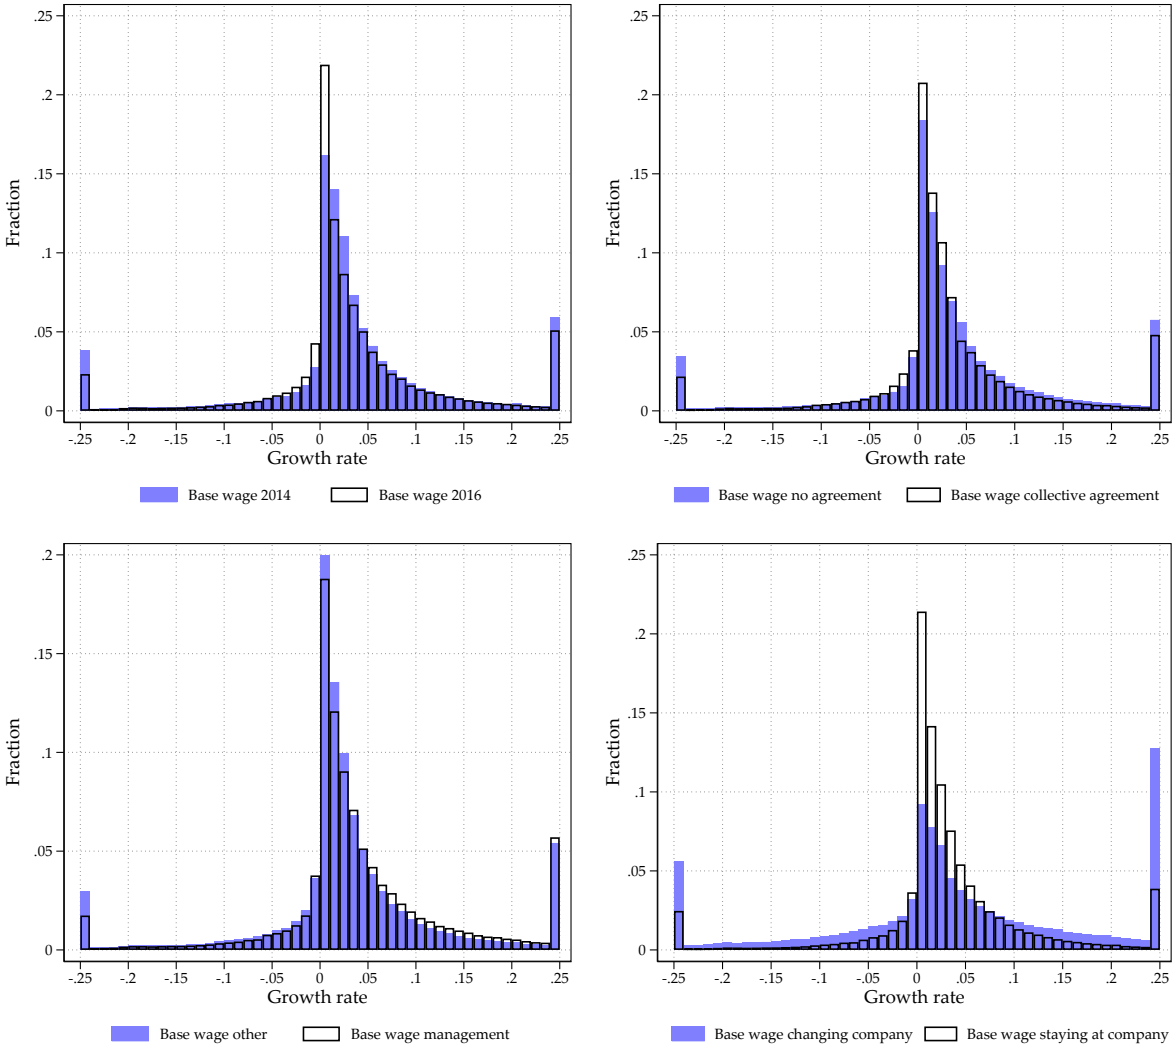 .25
.2
.15
.1
.05
0
Fraction
-.25 -.2 -.15 -.1 -.05 0 .05 .1 .15 .2 .25
Growth rate
Base wage 2014 Base wage 2016
.25
.2
.15
.1
.05
0
Fraction
-.25 -.2 -.15 -.1 -.05 0 .05 .1 .15 .2 .25
Growth rate
Base wage no agreement Base wage collective agreement
.2
.15
.1
.05
0
Fraction
-.25 -.2 -.15 -.1 -.05 0 .05 .1 .15 .2 .25
Growth rate
Base wage other Base wage management
.25
.2
.15
.1
.05
0
Fraction
-.25 -.2 -.15 -.1 -.05 0 .05 .1 .15 .2 .25
Growth rate
Base wage changing company Base wage staying at company